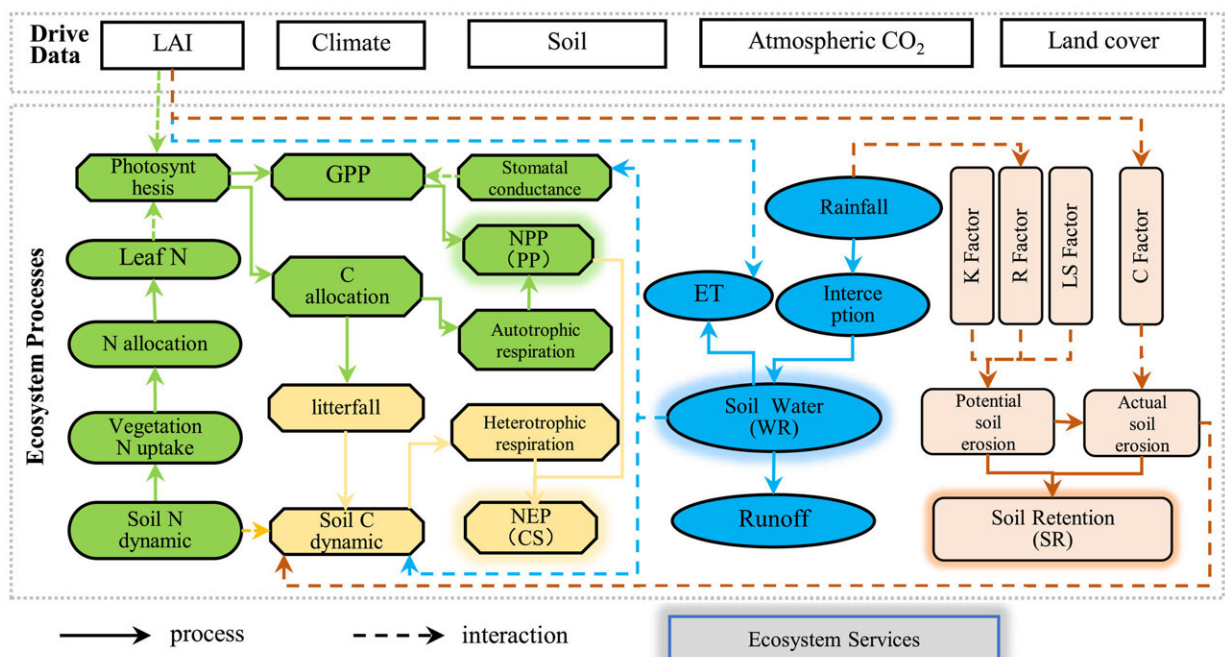 Drive
Data
LAI
Climate
Soil
Atmospheric CO₂
Land cover
Ecosystem Processes
Photosynt
hesis
GPP
Stomatal
conductance
Leaf N
C
allocation
NPP
(PP)
N allocation
Autotrophic
respiration
Vegetation
N uptake
litterfall
Heterotrophic
respiration
Soil N
dynamic
Soil C
dynamic
NEP
(CS)
Rainfall
ET
Interce
ption
Soil Water
(WR)
Runoff
K Factor
R Factor
LS Factor
C Factor
Potential
soil
erosion
Actual
soil
erosion
Soil Retention
(SR)
process
interaction
Ecosystem Services